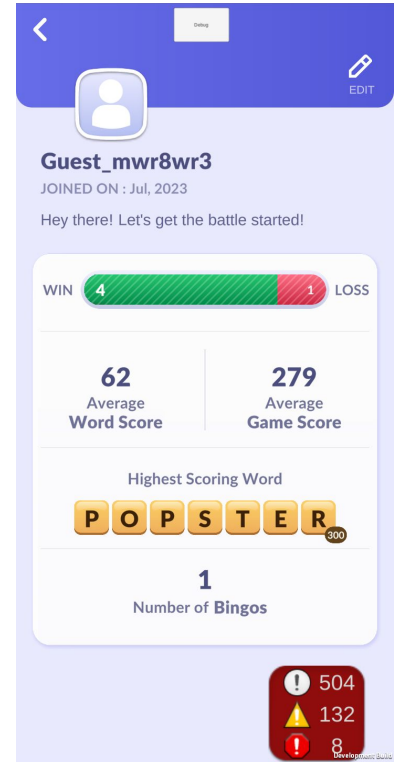 Debug
EDIT
Guest_mwr8wr3
JOINED ON : Jul, 2023
Hey there! Let's get the battle started!
WIN 4 1 LOSS
62 279
Average Average
Word Score Game Score
Highest Scoring Word
POPSTER
300
1
Number of Bingos
! 504
! 132
! 8
Development Build